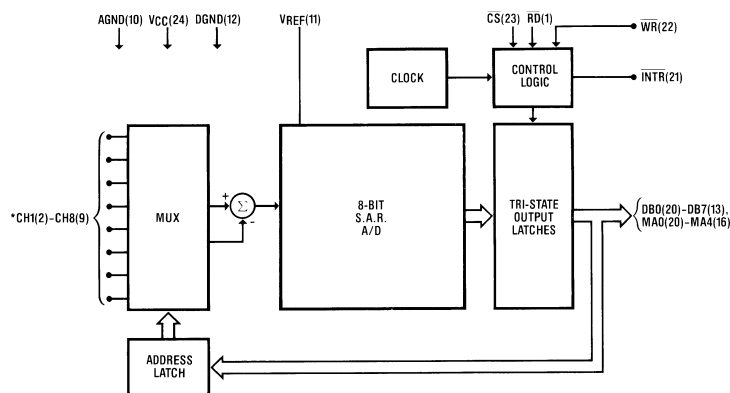 AGND(10) VCC(24) DGND(12) VREF(11) CS(23) RD(1)
WR(22)
CLOCK
CONTROL
LOGIC
INTR(21)
*CH1(2)-CH8(9)
MUX
+
Σ
-
8-BIT
S.A.R.
A/D
TRI-STATE
OUTPUT
LATCHES
DB0(20)-DB7(13),
MA0(20)-MA4(16)
ADDRESS
LATCH